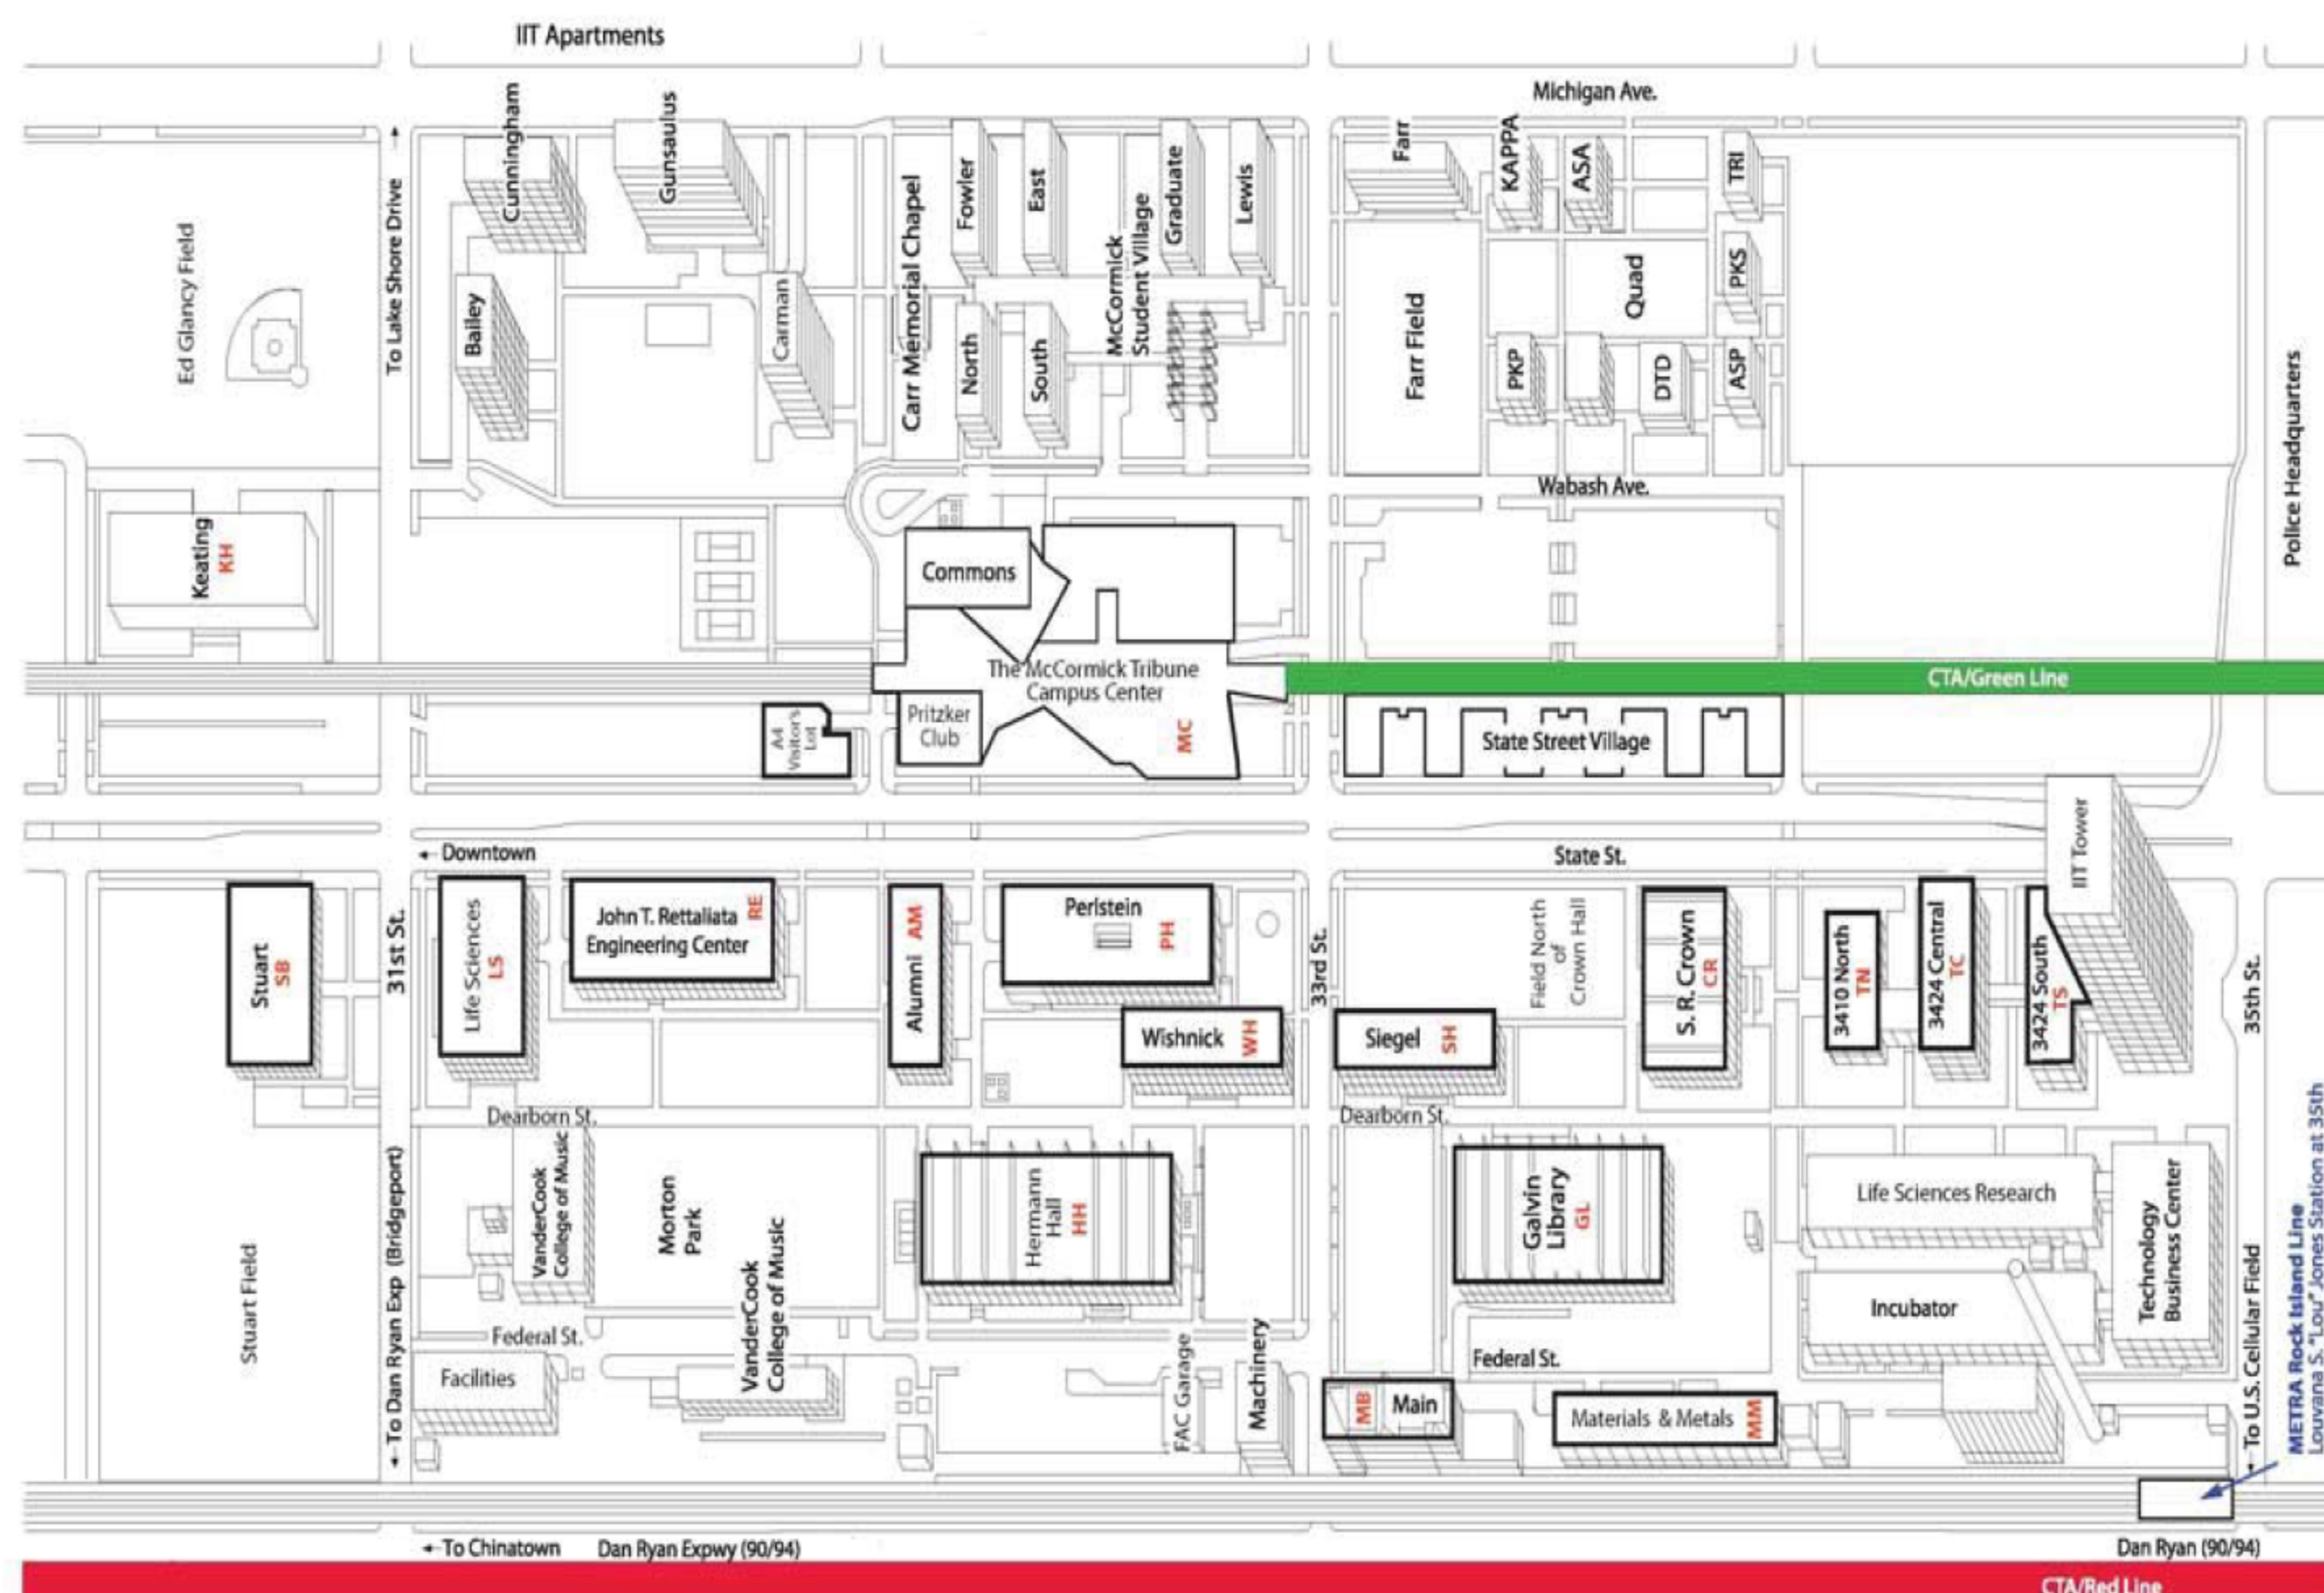 IIT Apartments
Michigan Ave.
Cunningham
Gunsaulus
Ed Glancy Field
To Lake Shore Drive →
Bailey
Carman
Carr Memorial Chapel
Fowler
East
McCormick
Student Village
Graduate
Lewis
North
South
Farr
KAPPA
ASA
TRI
Farr Field
Quad
PKS
PKP
DTD
ASP
Police Headquarters
Wabash Ave.
Keating
KH
Commons
The McCormick Tribune
Campus Center
MC
Pritzker
Club
A4
Visitor's
Lot
CTA/Green Line
State Street Village
← Downtown
State St.
IIT Tower
Stuart
SB
31st St.
Life Sciences
LS
John T. Rettaliata
Engineering Center
RE
Alumni AM
Perlstein
PH
Wishnick
WH
33rd St.
Siegel
SH
Field North
of
Crown Hall
S. R. Crown
CR
3410 North
TN
3424 Central
TC
3424 South
TS
35th St.
Dearborn St.
Dearborn St.
Stuart Field
← To Dan Ryan Exp (Bridgeport)
VanderCook
College of Music
Morton
Park
VanderCook
College of Music
Hermann
Hall
HH
Galvin
Library
GL
Life Sciences Research
Incubator
Technology
Business Center
Federal St.
Federal St.
Facilities
FAC Garage
Machinery
MB
Main
Materials & Metals
MM
← To U.S. Cellular Field
METRA Rock Island Line
Louvana S. "Lou" Jones Station at 35th
← To Chinatown
Dan Ryan Expwy (90/94)
Dan Ryan (90/94)
CTA/Red Line